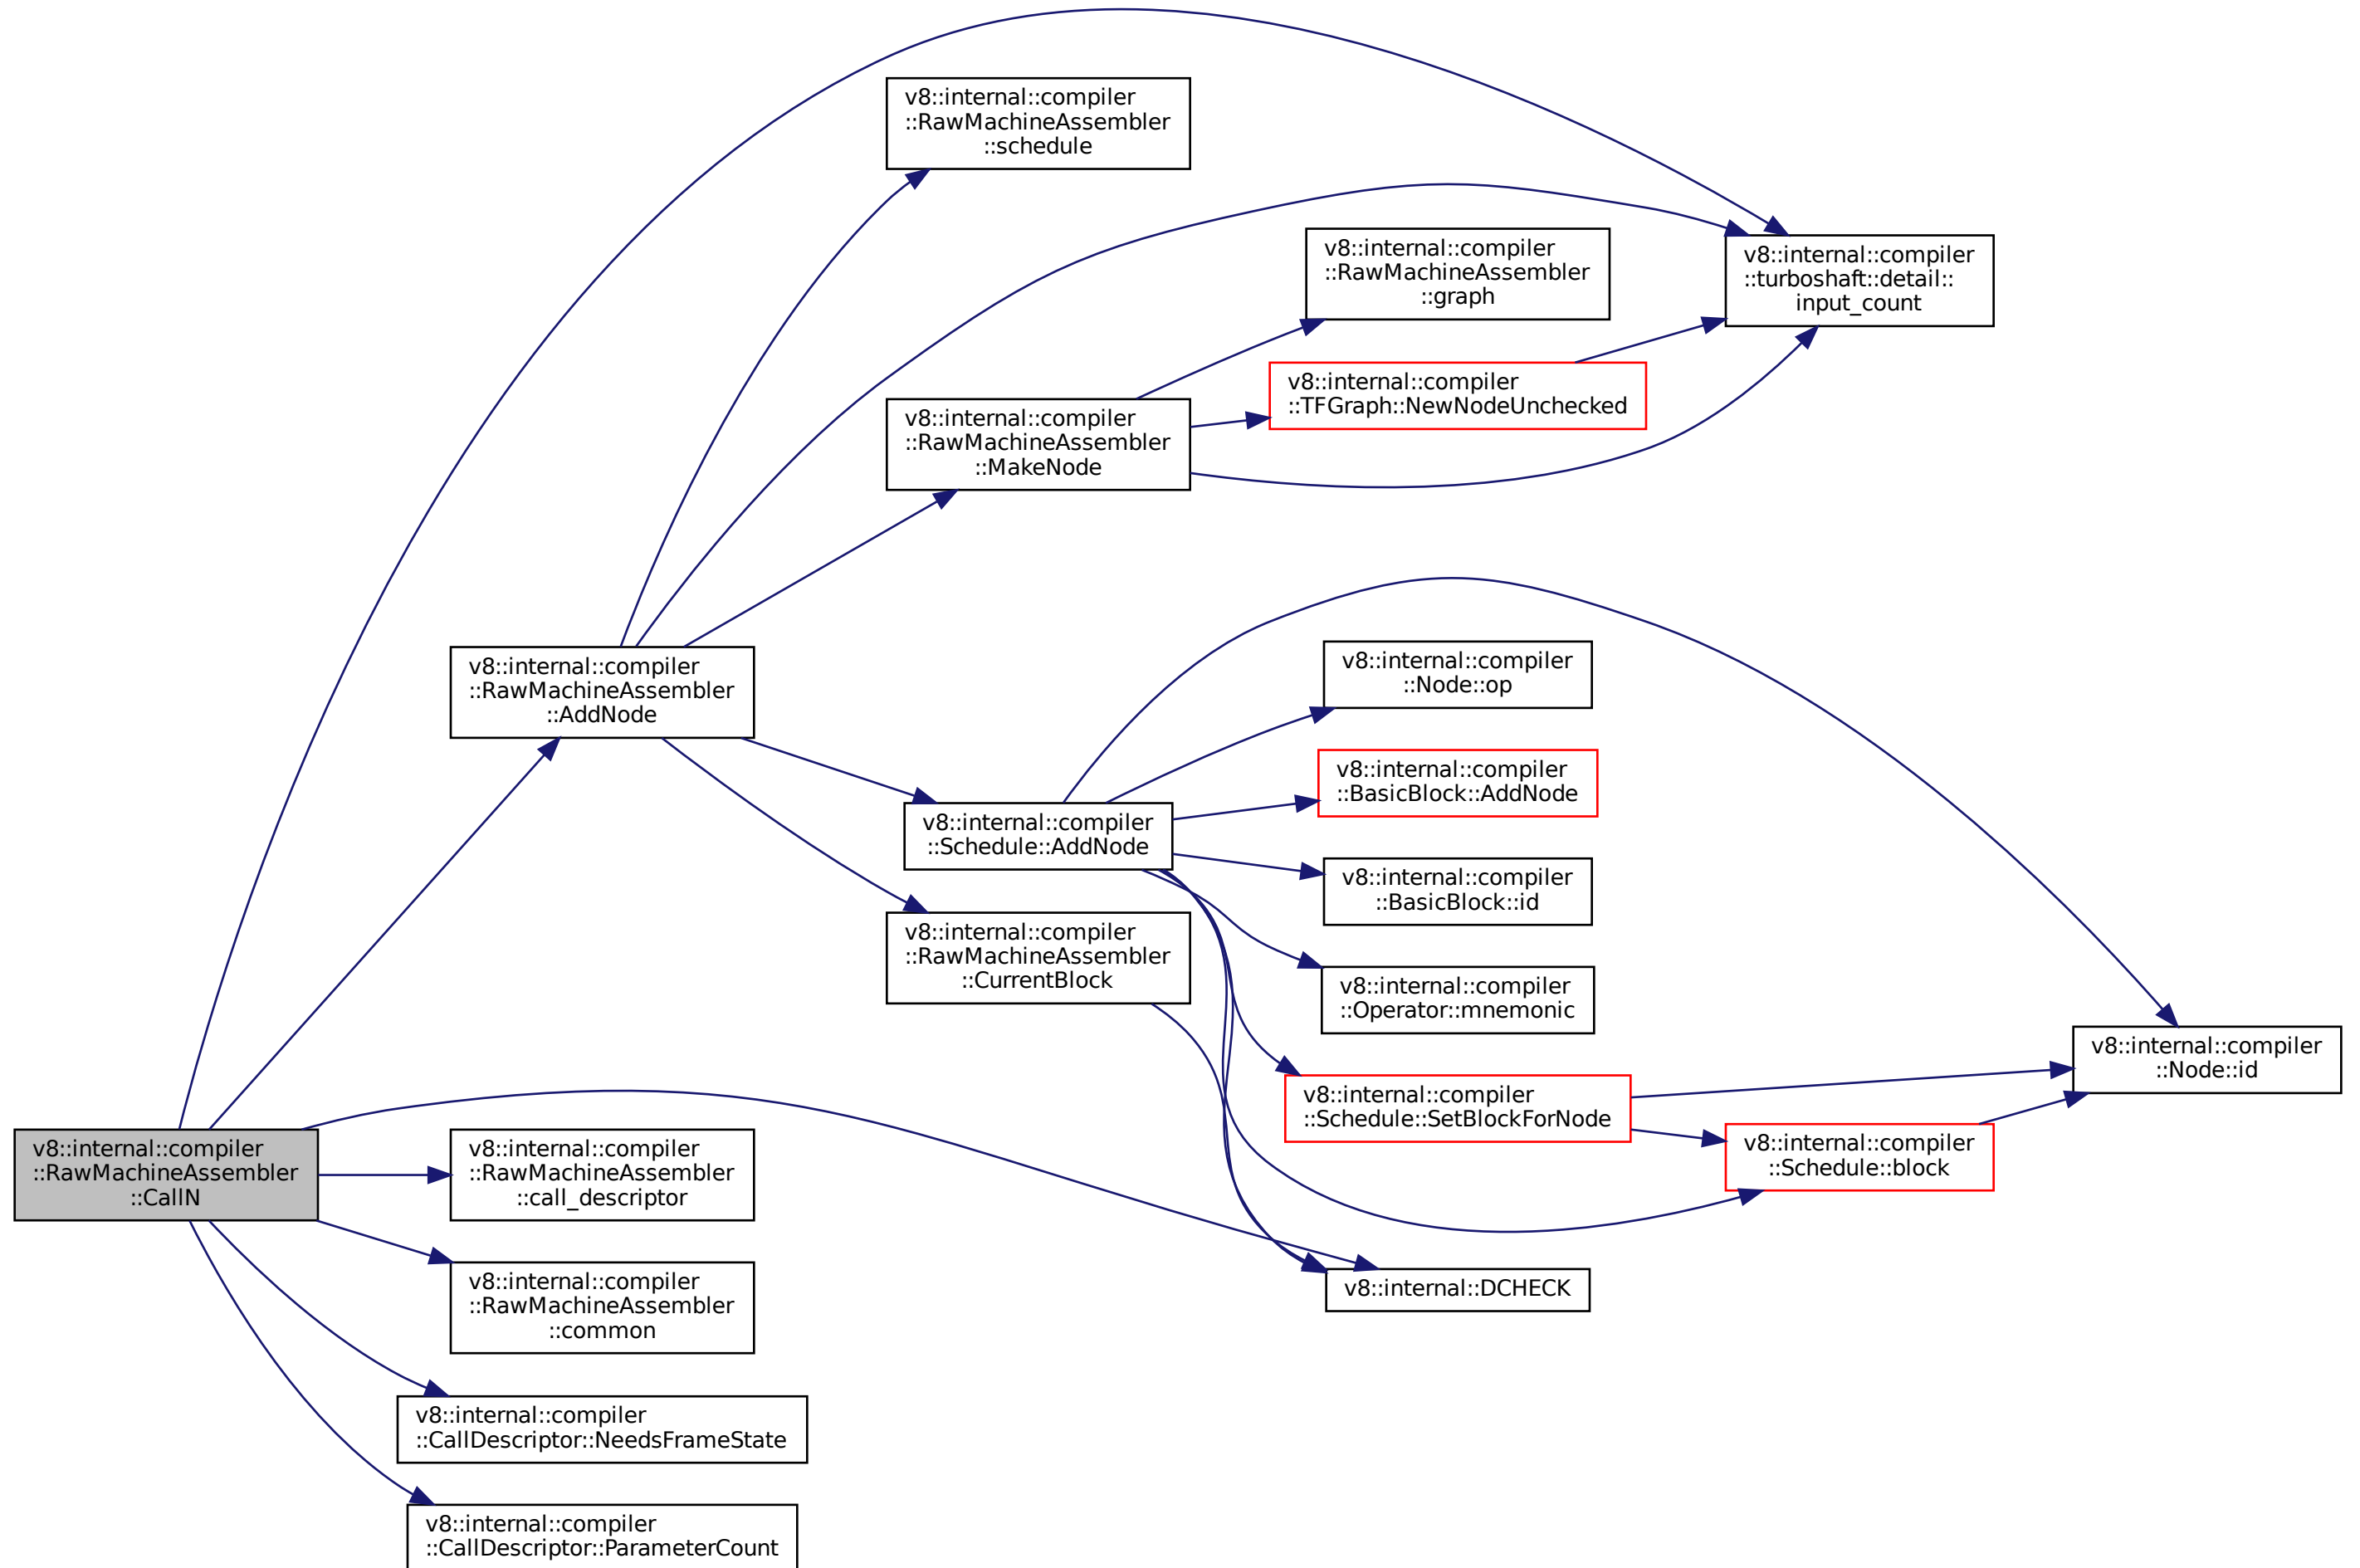 v8::internal::compiler
::RawMachineAssembler
::CallN
v8::internal::compiler
::RawMachineAssembler
::AddNode
v8::internal::compiler
::RawMachineAssembler
::call_descriptor
v8::internal::compiler
::RawMachineAssembler
::common
v8::internal::compiler
::CallDescriptor::NeedsFrameState
v8::internal::compiler
::CallDescriptor::ParameterCount
v8::internal::compiler
::RawMachineAssembler
::schedule
v8::internal::compiler
::RawMachineAssembler
::MakeNode
v8::internal::compiler
::Schedule::AddNode
v8::internal::compiler
::RawMachineAssembler
::CurrentBlock
v8::internal::compiler
::RawMachineAssembler
::graph
v8::internal::compiler
::TFGraph::NewNodeUnchecked
v8::internal::compiler
::Node::op
v8::internal::compiler
::BasicBlock::AddNode
v8::internal::compiler
::BasicBlock::id
v8::internal::compiler
::Operator::mnemonic
v8::internal::compiler
::Schedule::SetBlockForNode
v8::internal::DCHECK
v8::internal::compiler
::turboshaft::detail::
input_count
v8::internal::compiler
::Schedule::block
v8::internal::compiler
::Node::id